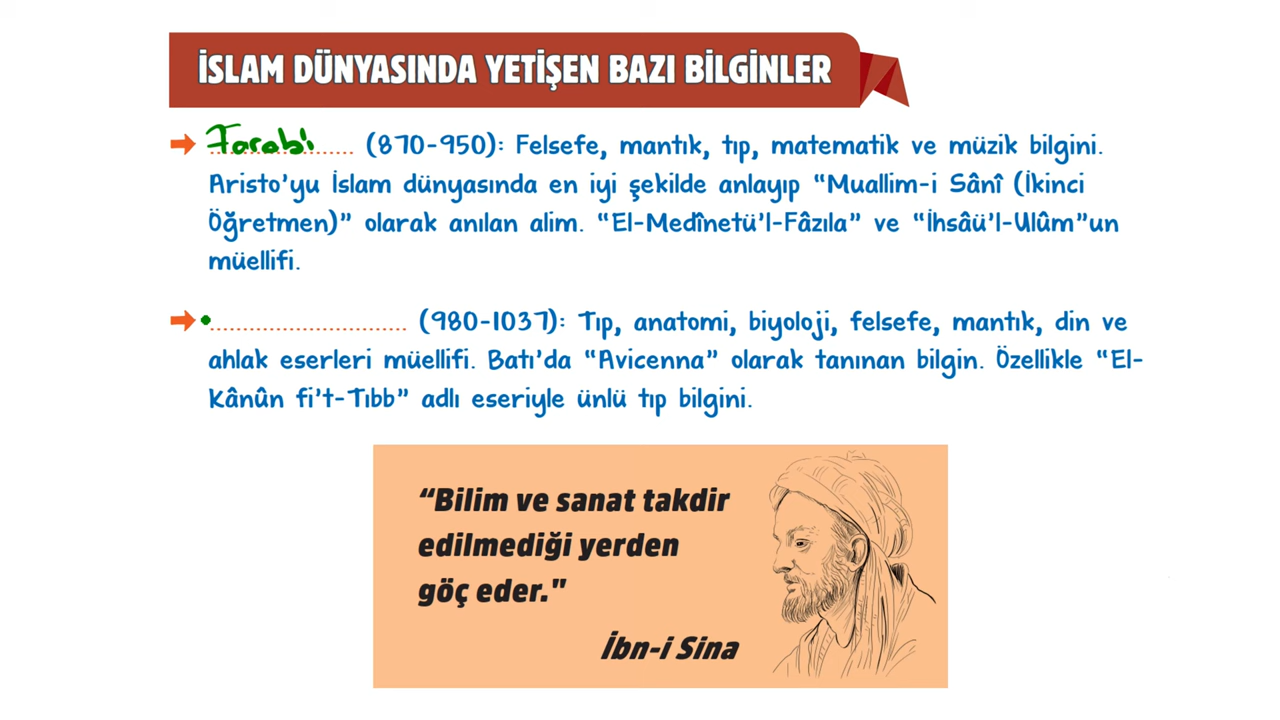 İSLAM DÜNYASINDA YETİŞEN BAZI BİLGİNLER
Farabi (870-950): Felsefe, mantık, tıp, matematik ve müzik bilgini.
Aristo'yu İslam dünyasında en iyi şekilde anlayıp "Muallim-i Sânî (İkinci
Öğretmen)" olarak anılan alim. "El-Medînetü'l-Fâzıla" ve "İhsâü'l-Ulûm"un
müellifi.
.................................... (980-1037): Tıp, anatomi, biyoloji, felsefe, mantık, din ve
ahlak eserleri müellifi. Batı'da "Avicenna" olarak tanınan bilgin. Özellikle "El-
Kânûn fi't-Tıbb" adlı eseriyle ünlü tıp bilgini.
"Bilim ve sanat takdir
edilmediği yerden
göç eder."
İbn-i Sina